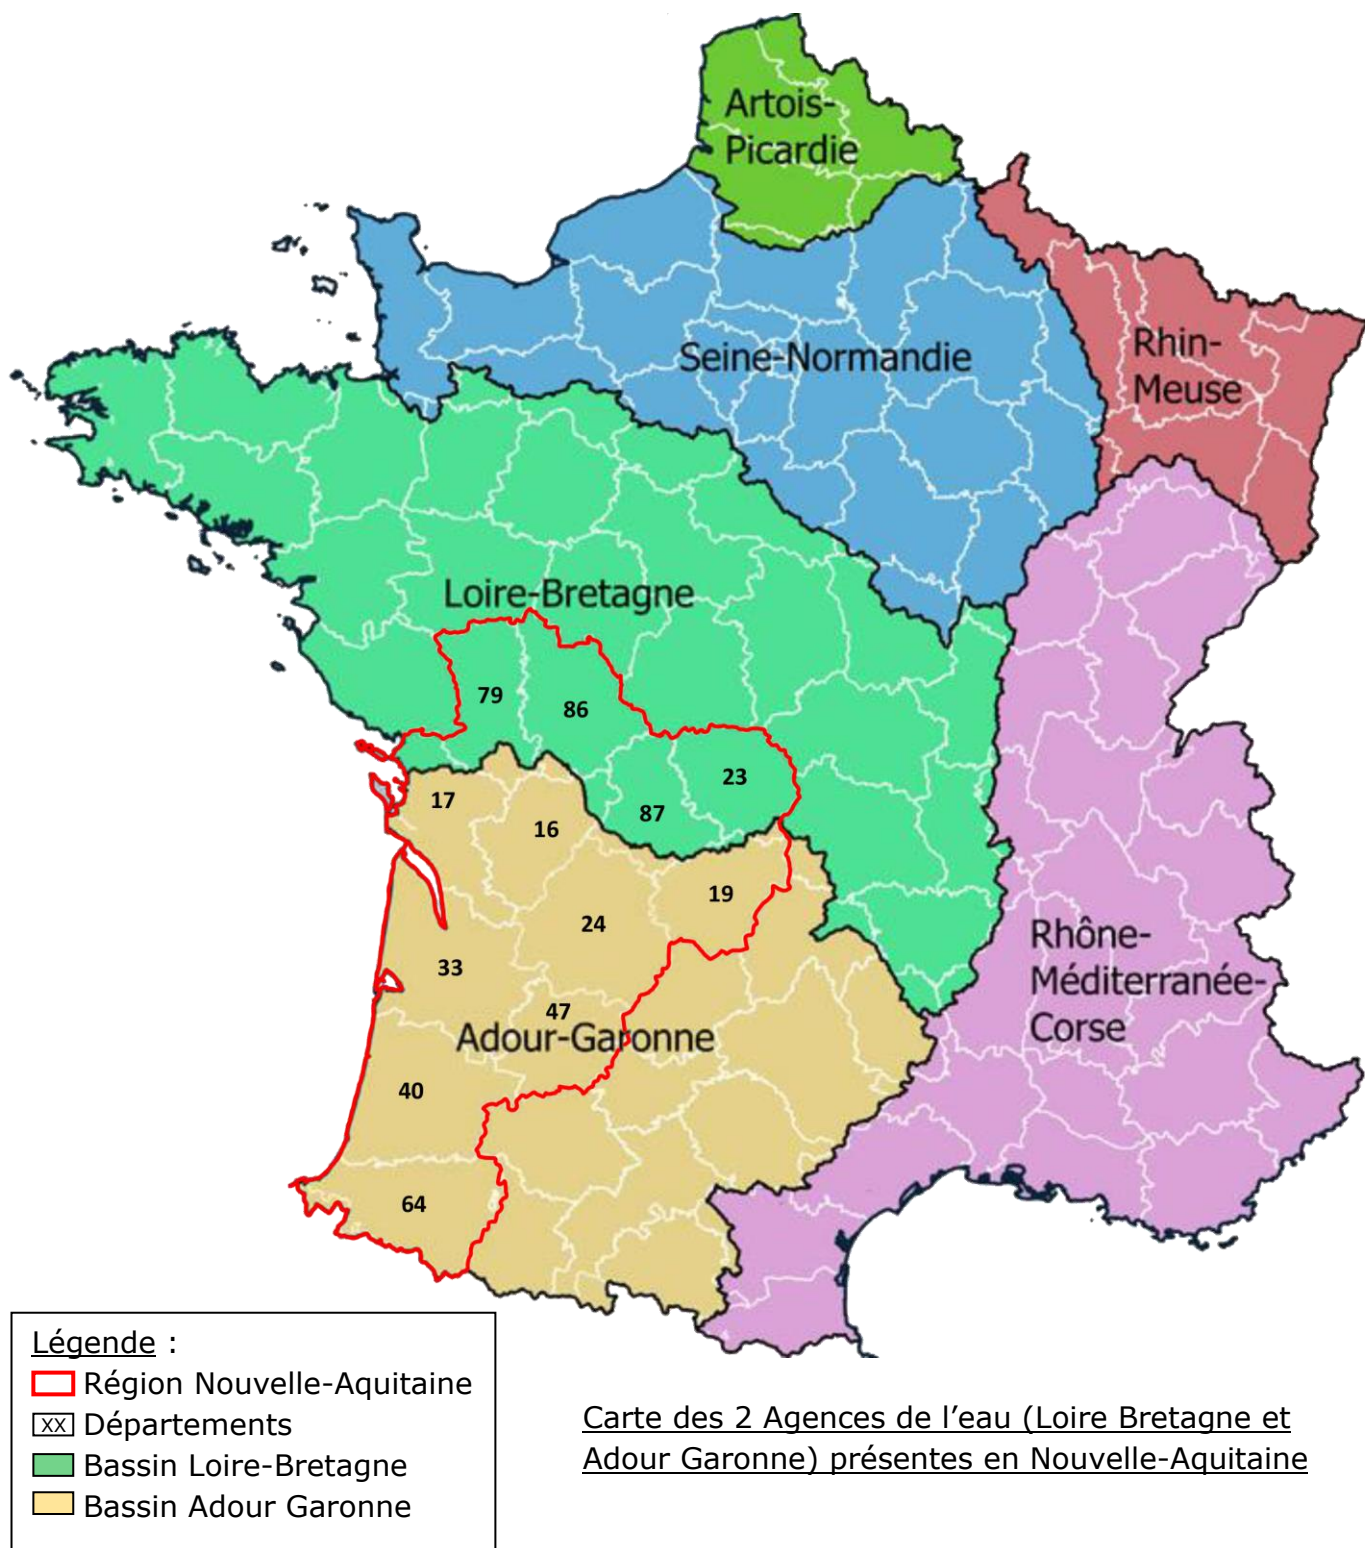 Artois-
Picardie
Rhin-
Meuse
Seine-Normandie
Loire-Bretagne
79
86
23
17
87
16
19
24
33
47
Adour-Garonne
40
64
Rhône-
Méditerranée-
Corse
Légende :
Région Nouvelle-Aquitaine
XX Départements
Bassin Loire-Bretagne
Bassin Adour Garonne
Carte des 2 Agences de l’eau (Loire Bretagne et
Adour Garonne) présentes en Nouvelle-Aquitaine